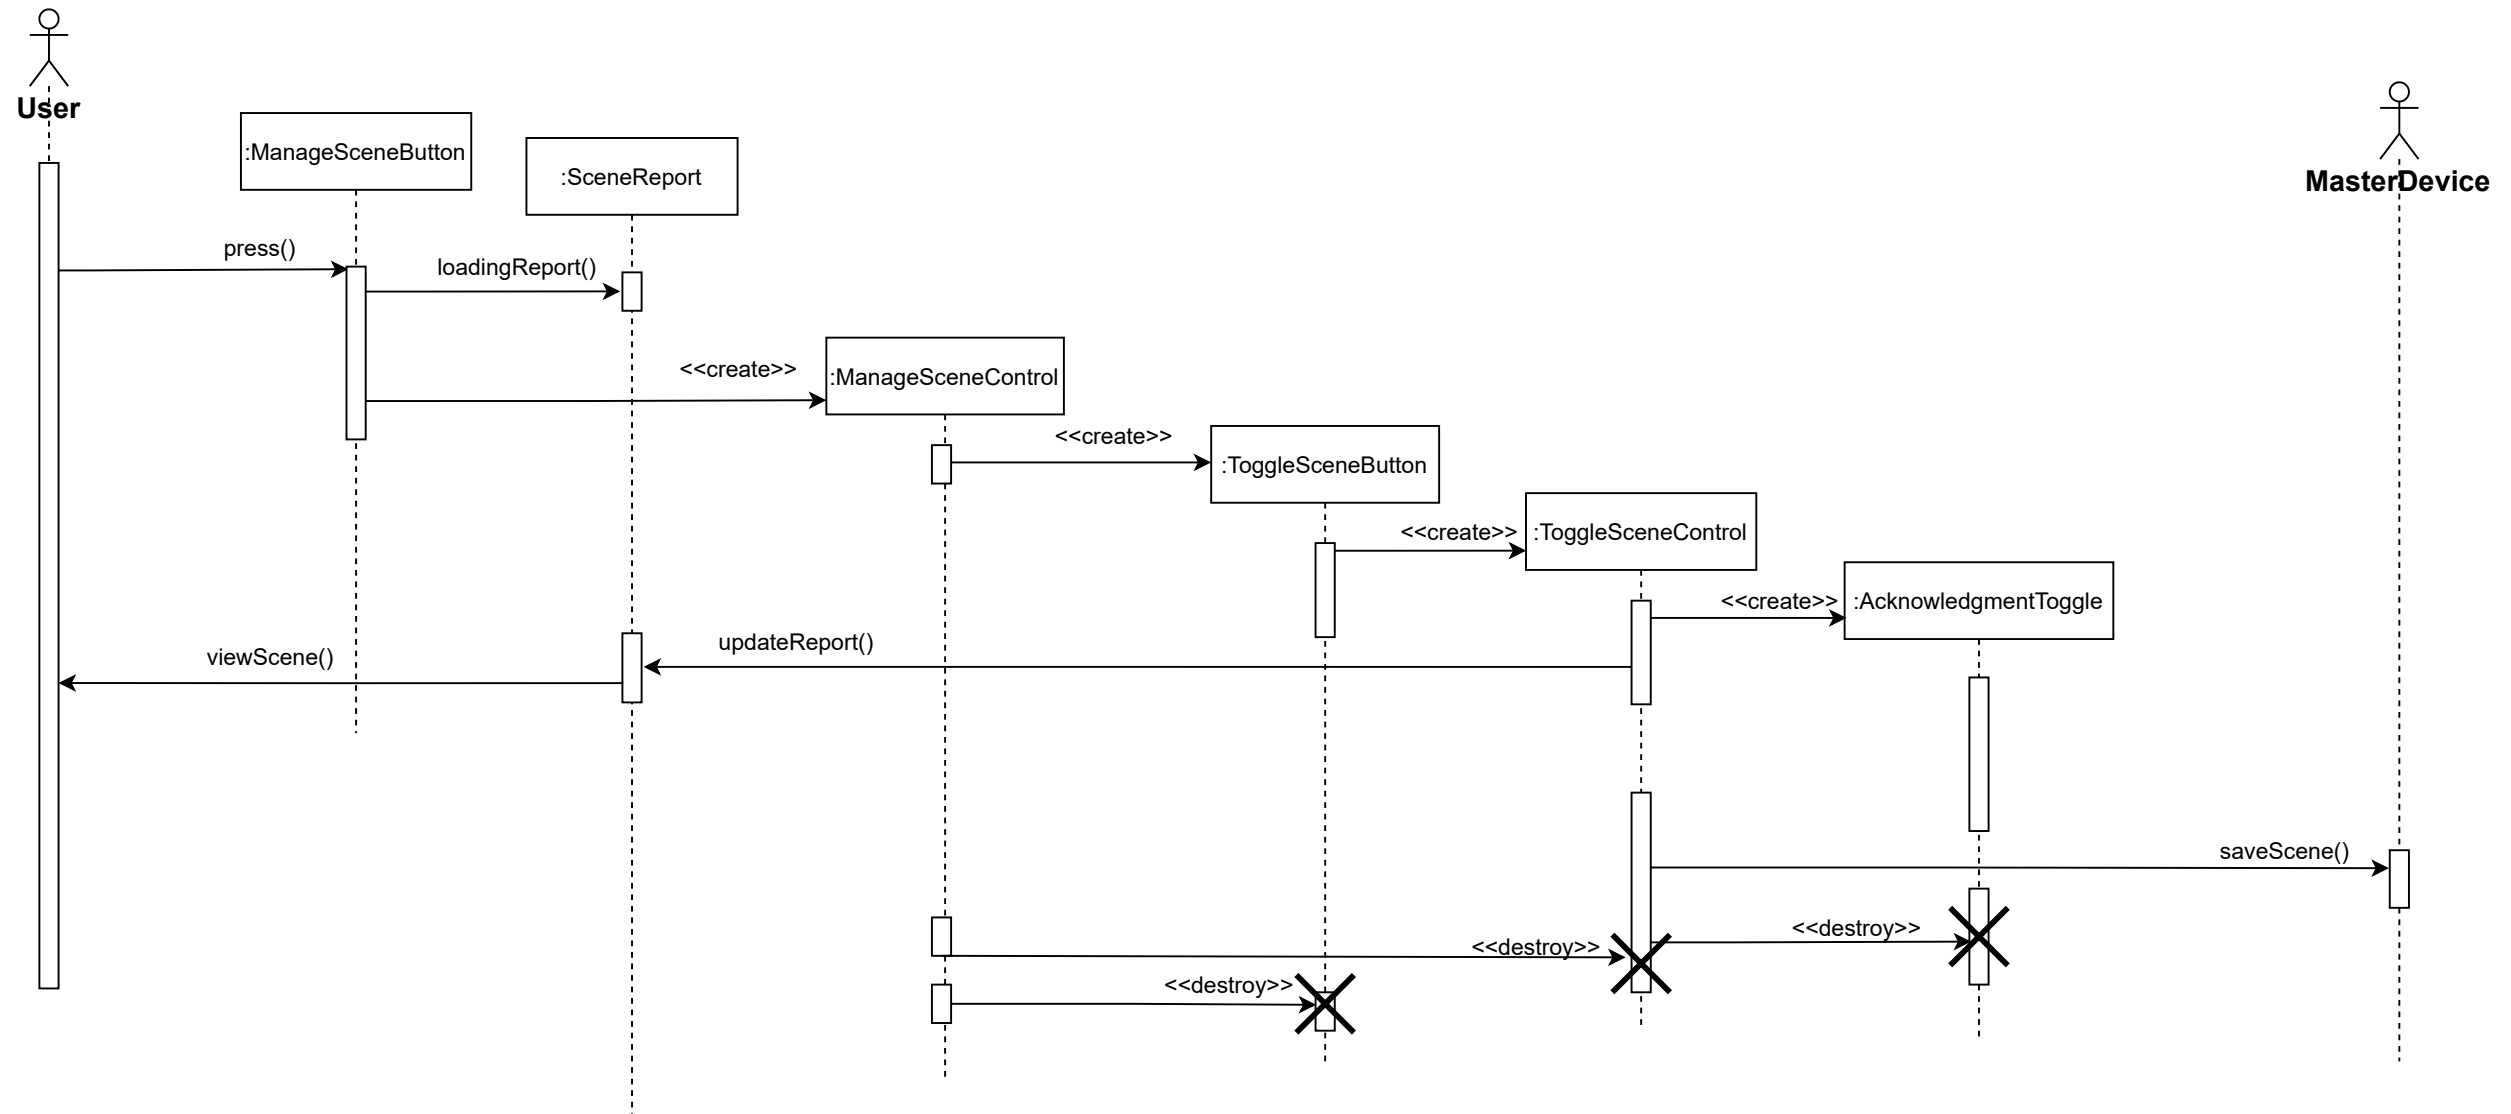 User
:ManageSceneButton
:SceneReport
MasterDevice
press()
loadingReport()
<<create>>
:ManageSceneControl
<<create>>
:ToggleSceneButton
<<create>>
:ToggleSceneControl
<<create>>
:AcknowledgmentToggle
updateReport()
viewScene()
saveScene()
<<destroy>>
<<destroy>>
<<destroy>>